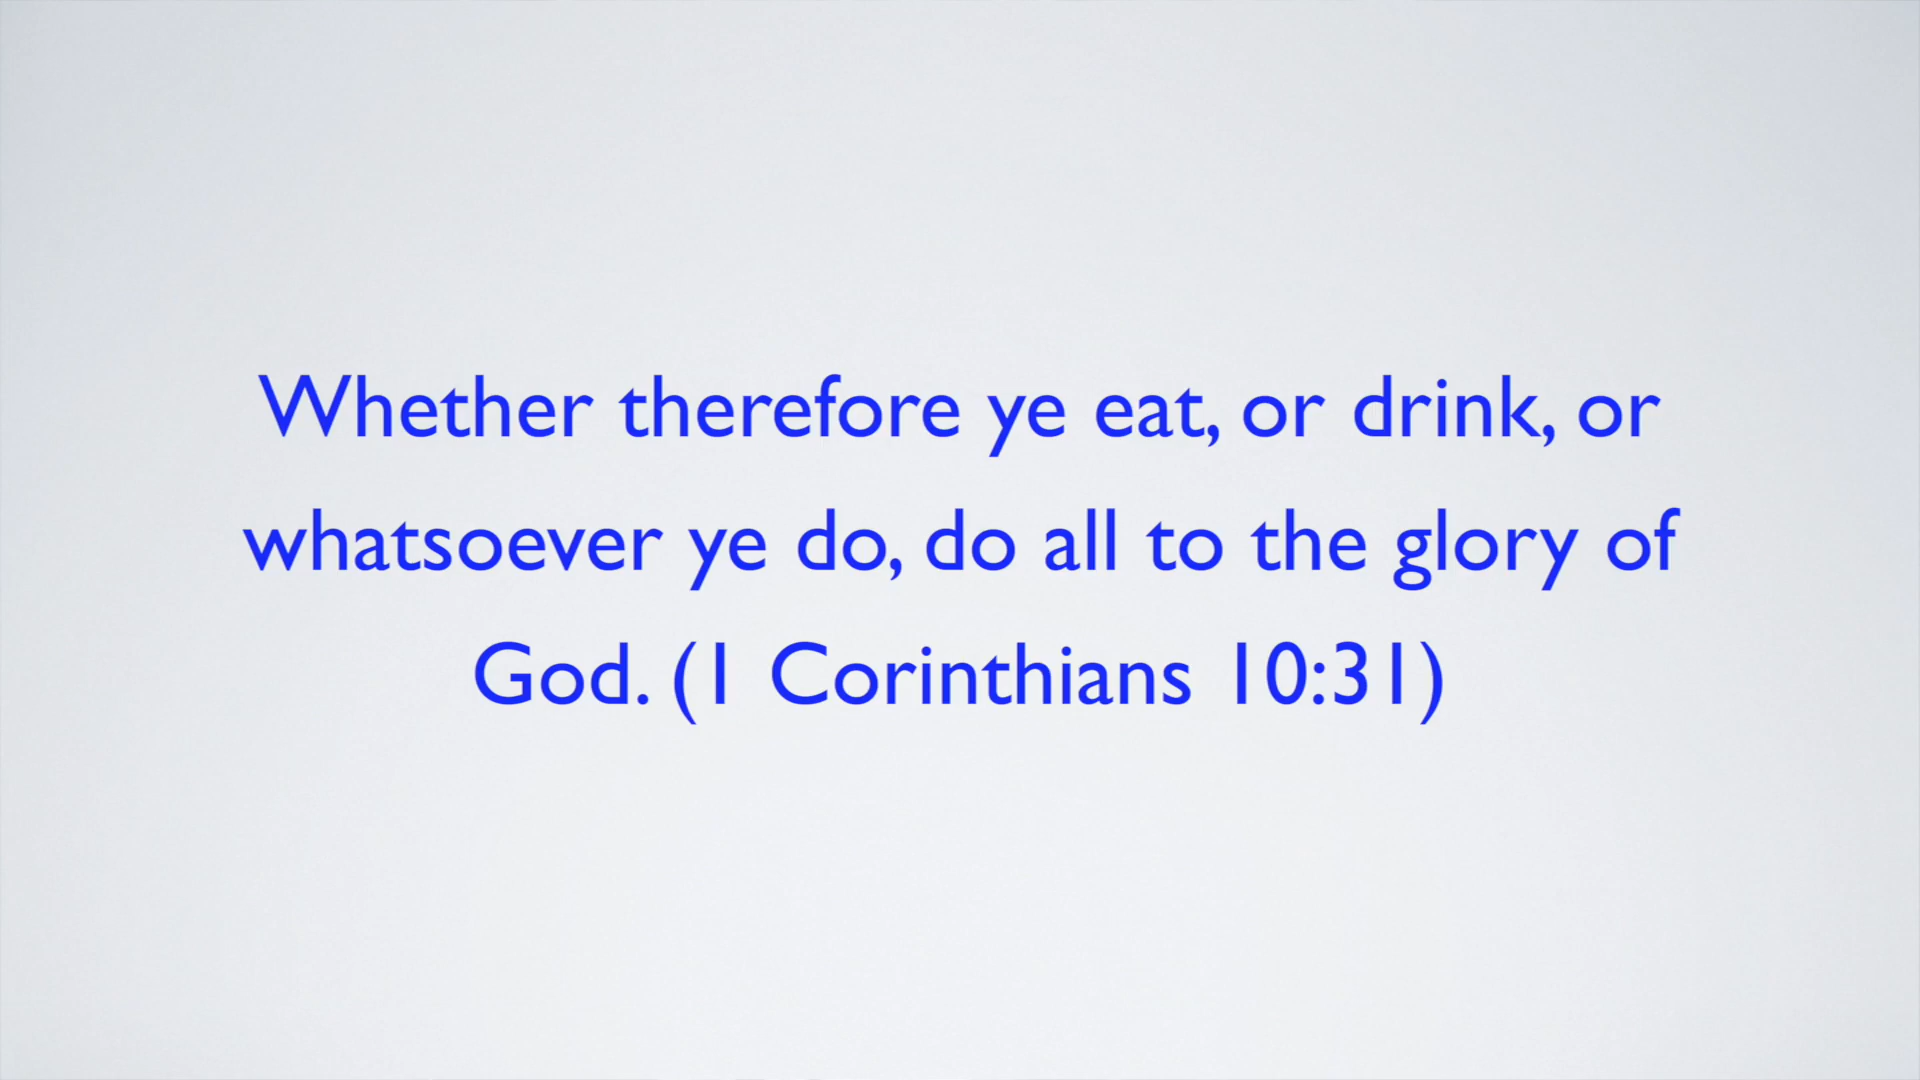 Whether therefore ye eat, or drink, or
whatsoever ye do, do all to the glory of
God. (1 Corinthians 10:31)